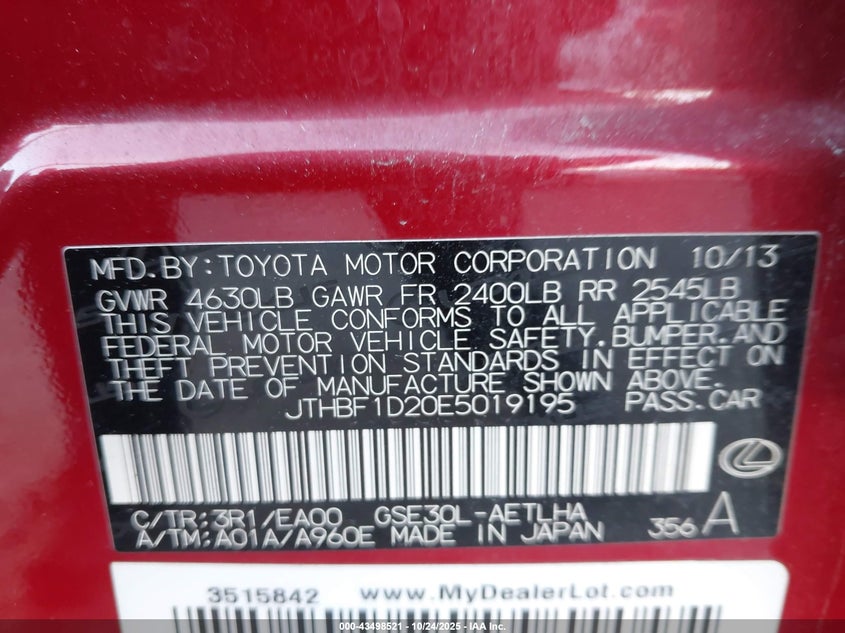 MFD.BY:TOYOTA MOTOR CORPORATION 10/13
GVWR 4630LB GAWR FR 2400LB RR 2545LB
THIS VEHICLE CONFORMS TO ALL APPLICABLE
FEDERAL MOTOR VEHICLE SAFETY.BUMPER.AND
THEFT PREVENTION STANDARDS IN EFFECT ON
THE DATE OF MANUFACTURE SHOWN ABOVE.
JTHBF1D20E5019195 PASS.CAR
C/TR:3R1/EA00 GSE30L-AETLHA
A/TM:A01A/A960E MADE IN JAPAN 356 A
3515842 www.MyDealerLot.com
000-43498521 - 10/24/2025 - © IAA Inc.